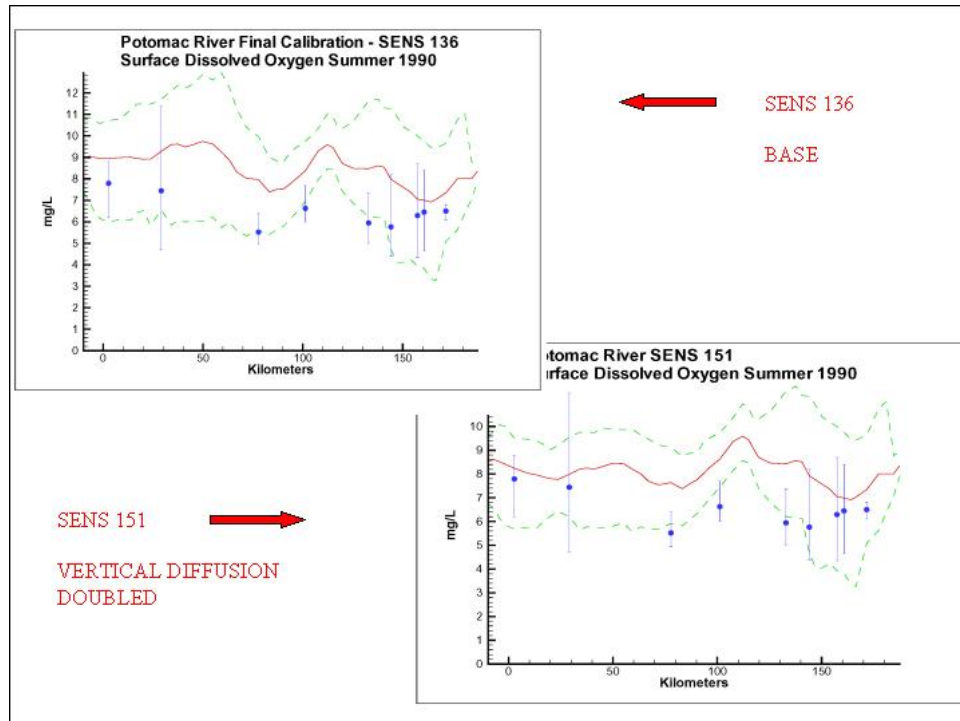 Potomac River Final Calibration - SENS 136
Surface Dissolved Oxygen Summer 1990
12
11
10
9
8
7
6
5
4
3
2
1
0
mg/L
0 50 100 150
Kilometers
SENS 136
BASE
otomac River SENS 151
urface Dissolved Oxygen Summer 1990
10
9
8
7
6
5
4
3
2
1
0
mg/L
0 50 100 150
Kilometers
SENS 151
VERTICAL DIFFUSION
DOUBLED